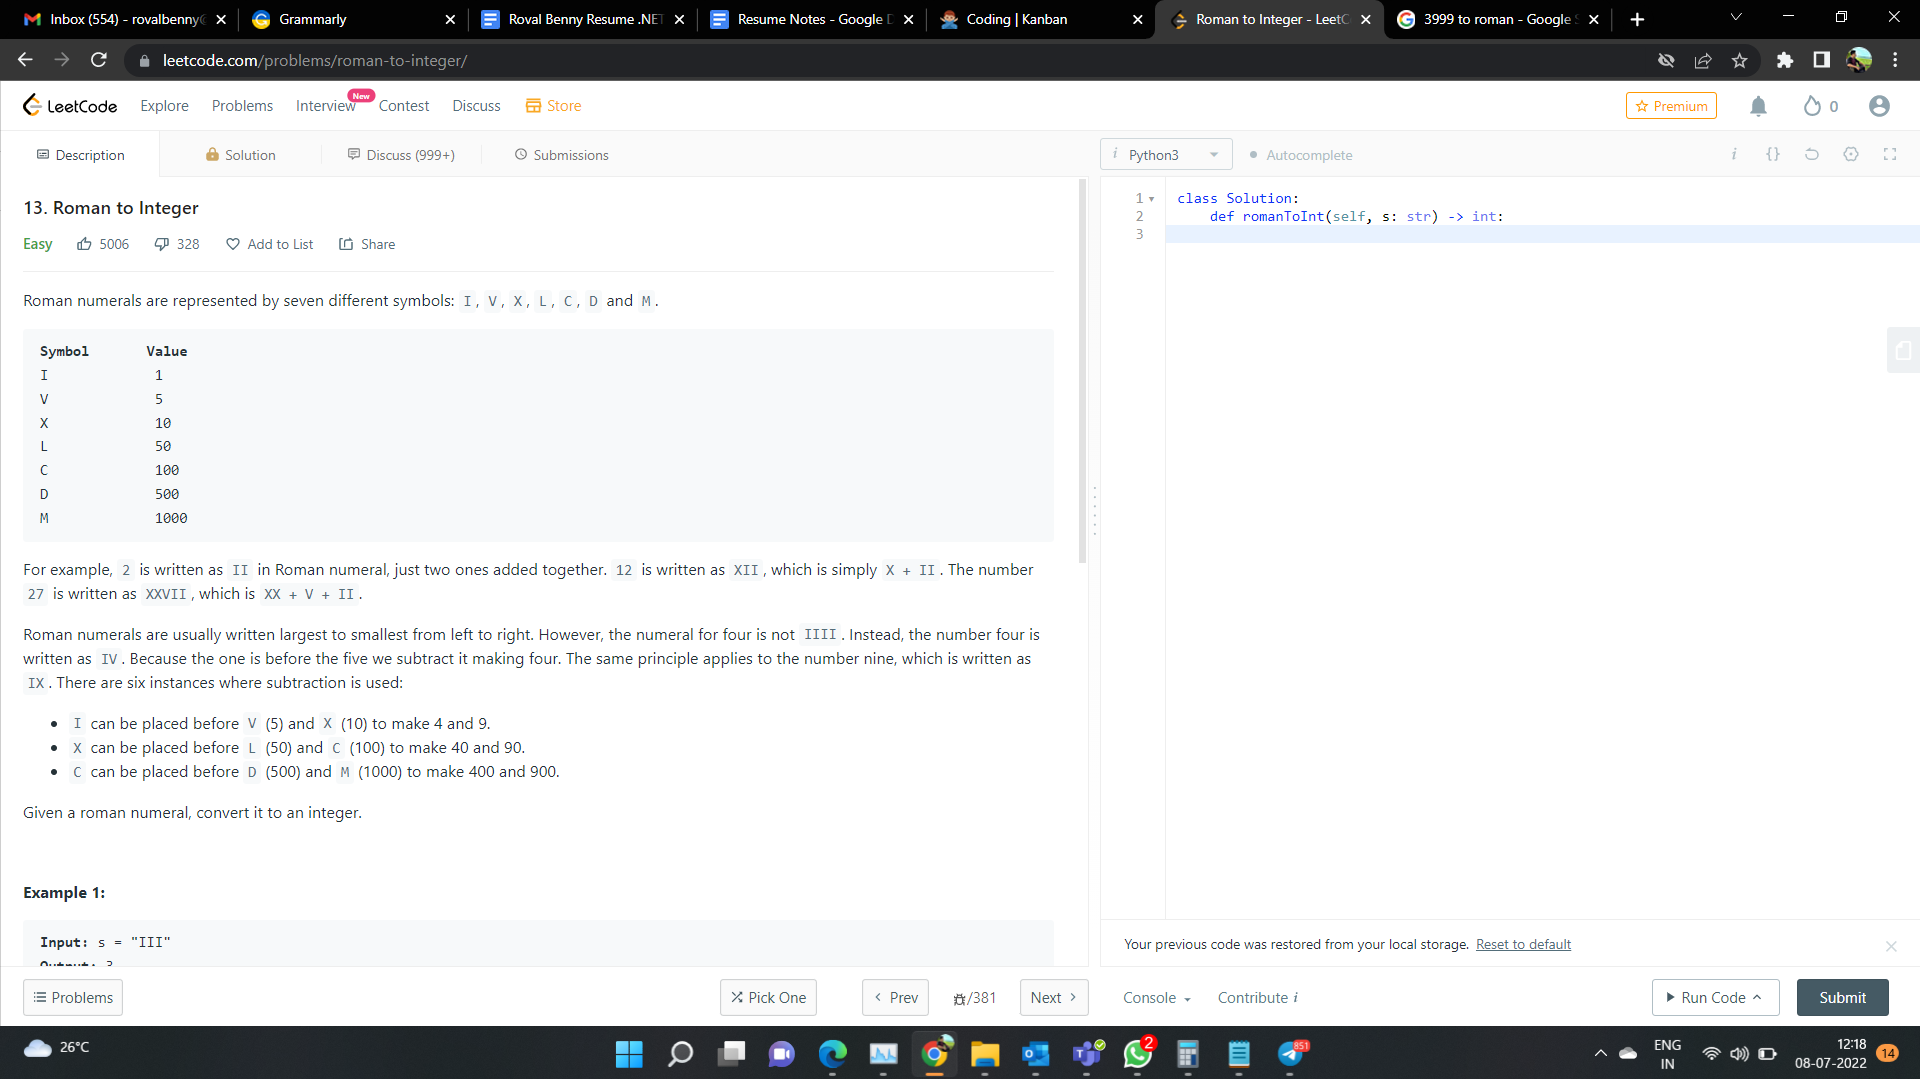 Inbox (554) - rovalbenny
Grammarly
Roval Benny Resume .NET
Resume Notes - Google D
Coding | Kanban
Roman to Integer - LeetC
3999 to roman - Google S
leetcode.com/problems/roman-to-integer/
LeetCode
Explore
Problems
Interview
New
Contest
Discuss
Store
Premium
0
Description
Solution
Discuss (999+)
Submissions
i Python3
Autocomplete
i
{}
13. Roman to Integer
Easy
5006
328
Add to List
Share
Roman numerals are represented by seven different symbols: I, V, X, L, C, D and M.
Symbol Value
I 1
V 5
X 10
L 50
C 100
D 500
M 1000
For example, 2 is written as II in Roman numeral, just two ones added together. 12 is written as XII, which is simply X + II. The number
27 is written as XXVII, which is XX + V + II.
Roman numerals are usually written largest to smallest from left to right. However, the numeral for four is not IIII. Instead, the number four is
written as IV. Because the one is before the five we subtract it making four. The same principle applies to the number nine, which is written as
IX. There are six instances where subtraction is used:
• I can be placed before V (5) and X (10) to make 4 and 9.
• X can be placed before L (50) and C (100) to make 40 and 90.
• C can be placed before D (500) and M (1000) to make 400 and 900.
Given a roman numeral, convert it to an integer.
Example 1:
Input: s = "III"
Output: 3
1 class Solution:
2 def romanToInt(self, s: str) -> int:
3
Your previous code was restored from your local storage. Reset to default
Problems
Pick One
Prev
/381
Next
Console
Contribute i
Run Code
Submit
26°C
2
851
ENG
IN
12:18
08-07-2022
14